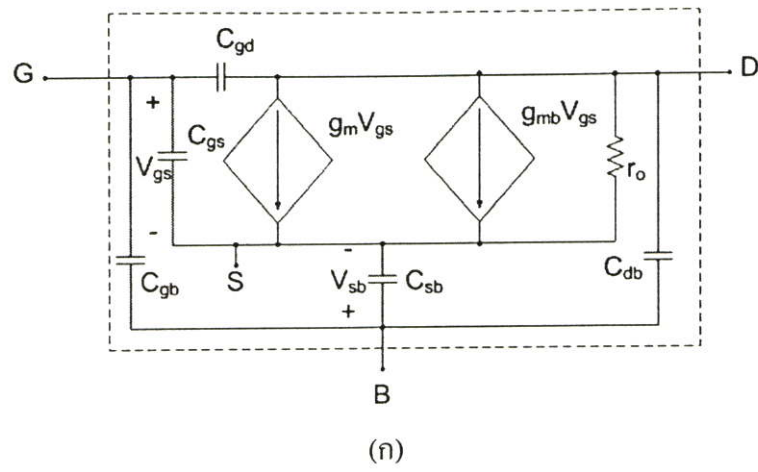 C_gd
G
D
+
C_gs
g_mV_gs
g_mbV_gs
V_gs
r_o
-
-
C_gb
S
V_sb
C_sb
C_db
+
B
(ก)